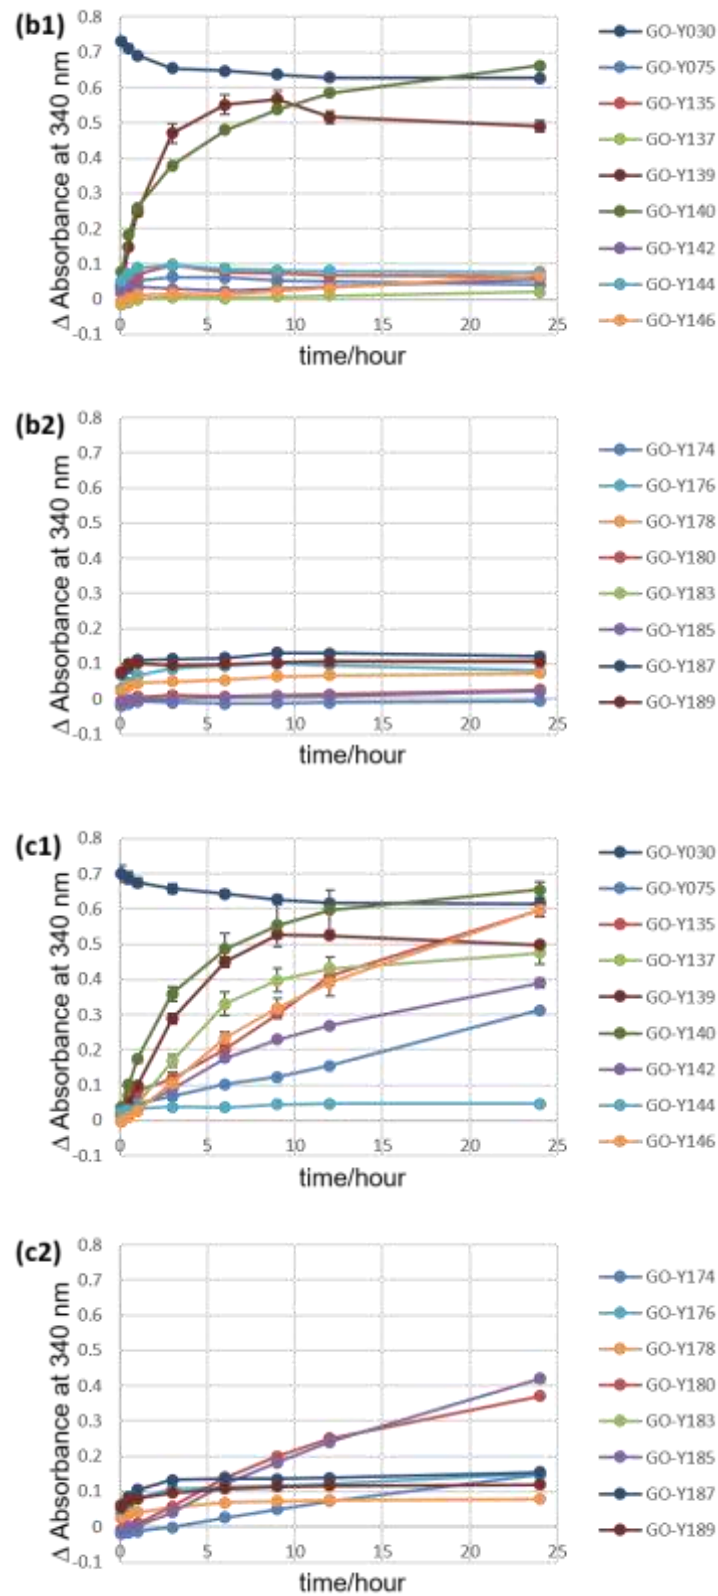 (b1)
Δ Absorbance at 340 nm
0.8
0.7
0.6
0.5
0.4
0.3
0.2
0.1
0
-0.1
0 5 10 15 20 25
time/hour
GO-Y030
GO-Y075
GO-Y135
GO-Y137
GO-Y139
GO-Y140
GO-Y142
GO-Y144
GO-Y146
(b2)
Δ Absorbance at 340 nm
0.8
0.7
0.6
0.5
0.4
0.3
0.2
0.1
0
-0.1
0 5 10 15 20 25
time/hour
GO-Y174
GO-Y176
GO-Y178
GO-Y180
GO-Y183
GO-Y185
GO-Y187
GO-Y189
(c1)
Δ Absorbance at 340 nm
0.8
0.7
0.6
0.5
0.4
0.3
0.2
0.1
0
-0.1
0 5 10 15 20 25
time/hour
GO-Y030
GO-Y075
GO-Y135
GO-Y137
GO-Y139
GO-Y140
GO-Y142
GO-Y144
GO-Y146
(c2)
Δ Absorbance at 340 nm
0.8
0.7
0.6
0.5
0.4
0.3
0.2
0.1
0
-0.1
0 5 10 15 20 25
time/hour
GO-Y174
GO-Y176
GO-Y178
GO-Y180
GO-Y183
GO-Y185
GO-Y187
GO-Y189